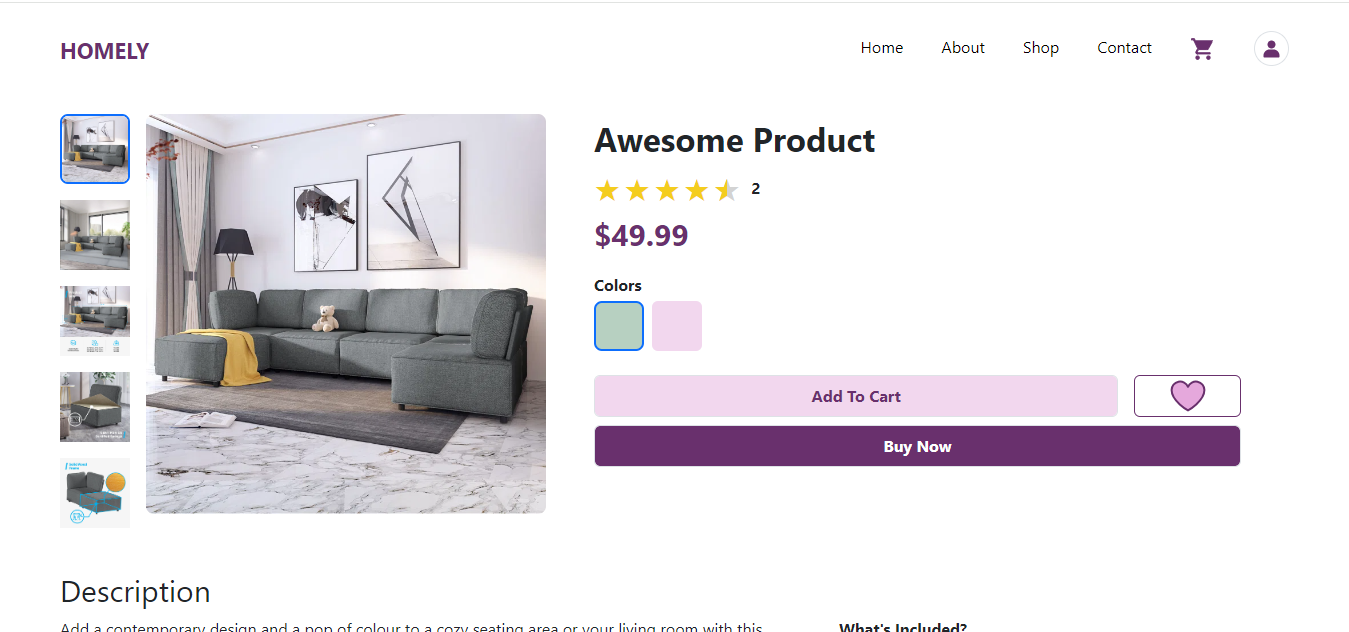 HOMELY
Home About Shop Contact
Awesome Product
2
$49.99
Colors
Add To Cart
Buy Now
Description
Add a contemporary design and a pop of colour to a cozy seating area or your living room with this
What's Included?